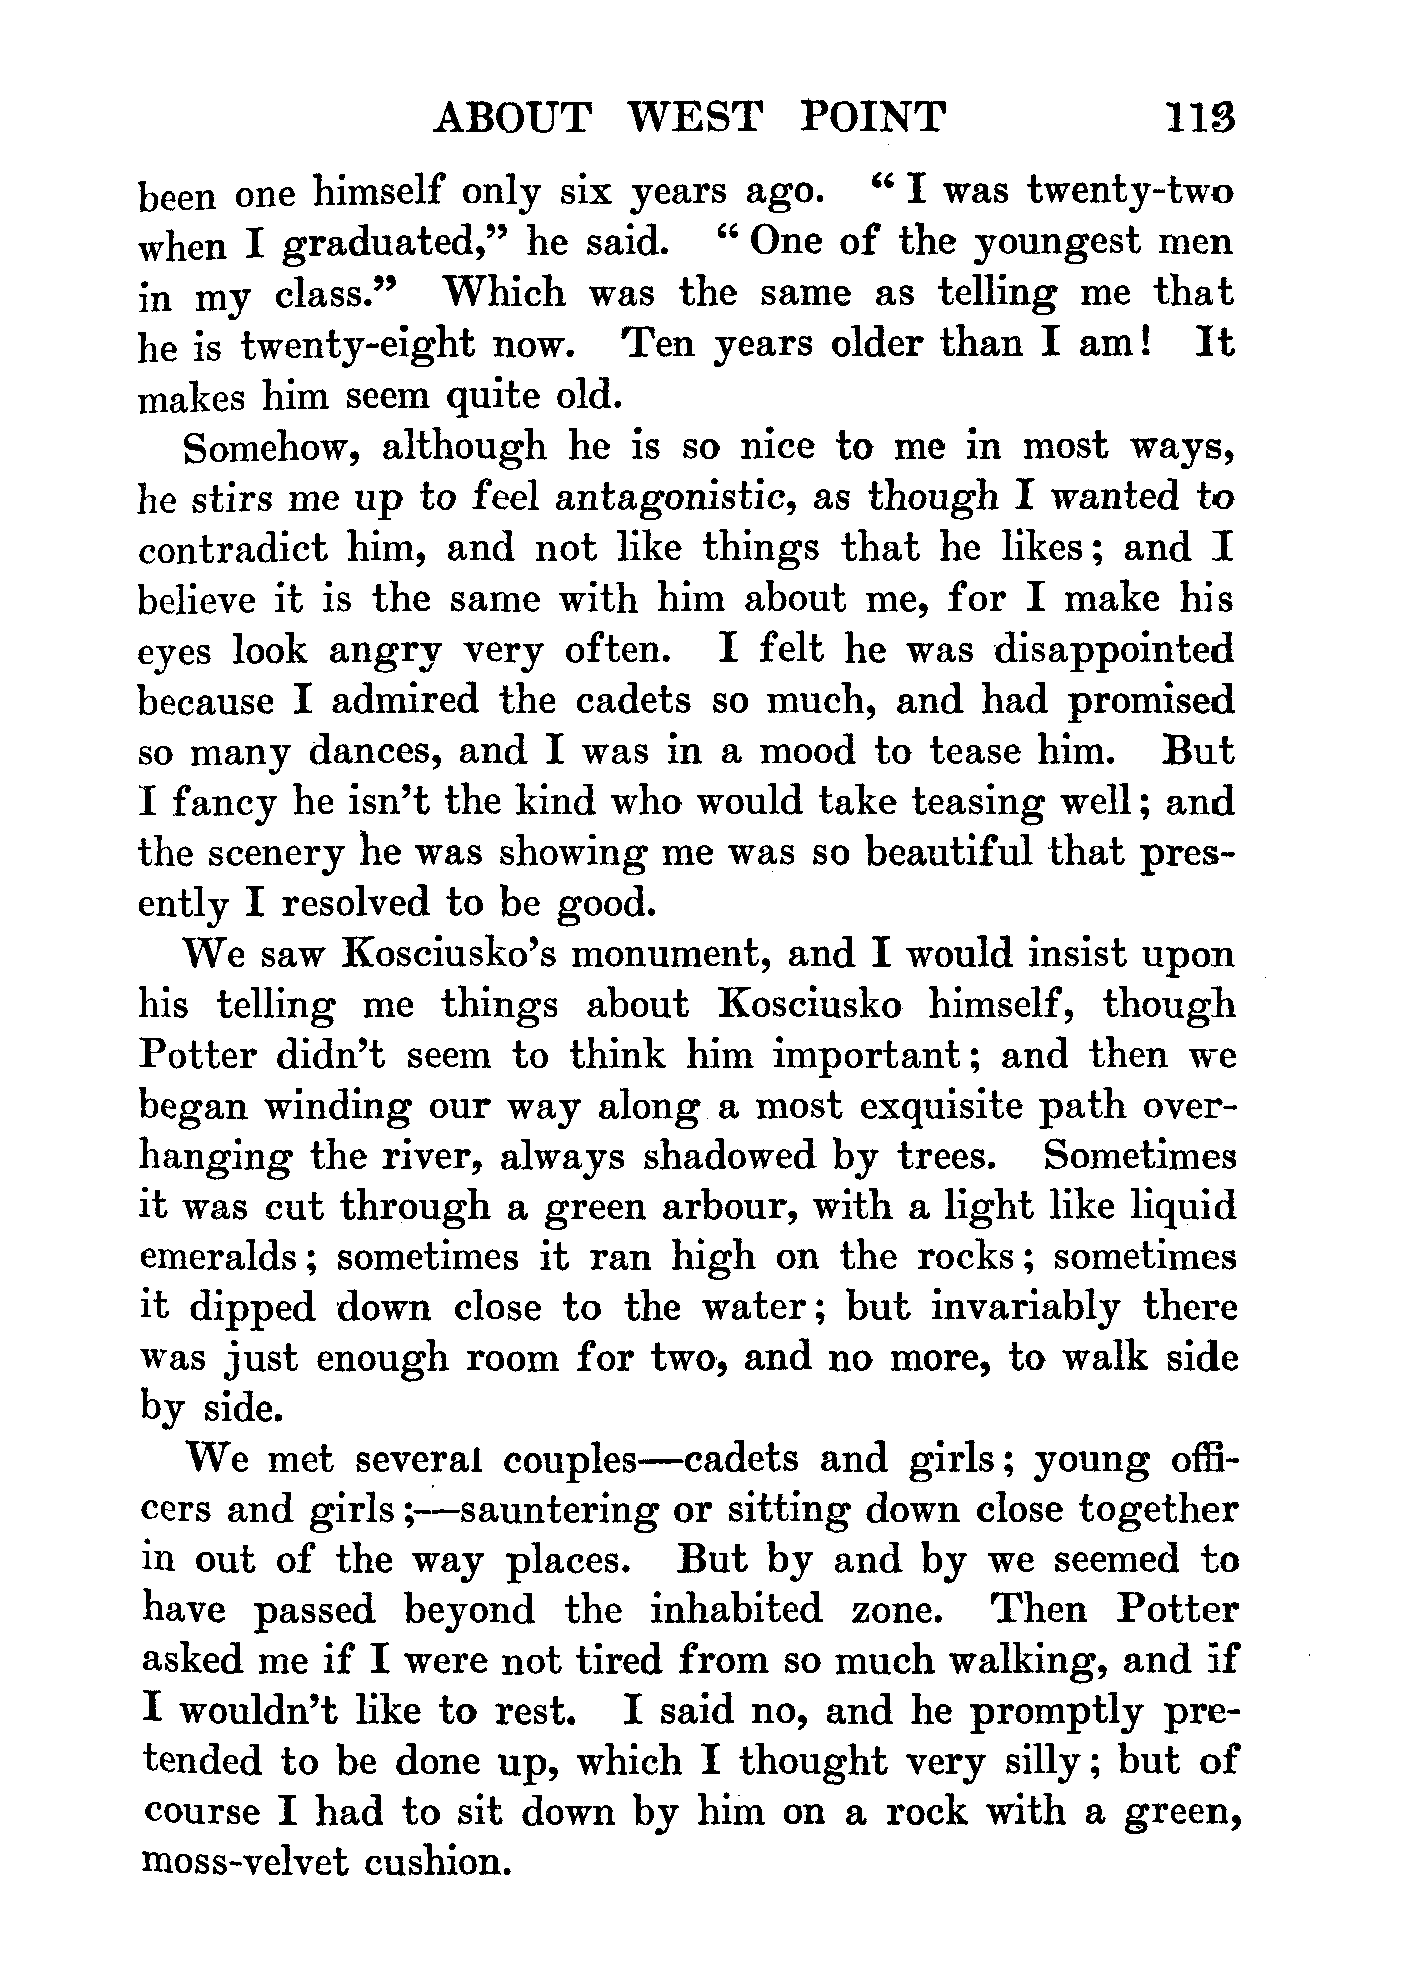 ABOUT WEST POINT 113
been one himself only six years ago. “ I was twenty-two
when I graduated,” he said. “ One of the youngest men
in my class.” Which was the same as telling me that
he is twenty-eight now. Ten years older than I am! It
makes him seem quite old.
Somehow, although he is so nice to me in most ways,
he stirs me up to feel antagonistic, as though I wanted to
contradict him, and not like things that he likes; and I
believe it is the same with him about me, for I make his
eyes look angry very often. I felt he was disappointed
because I admired the cadets so much, and had promised
so many dances, and I was in a mood to tease him. But
I fancy he isn’t the kind who would take teasing well; and
the scenery he was showing me was so beautiful that pres-
ently I resolved to be good.
We saw Kosciusko’s monument, and I would insist upon
his telling me things about Kosciusko himself, though
Potter didn’t seem to think him important; and then we
began winding our way along a most exquisite path over-
hanging the river, always shadowed by trees. Sometimes
it was cut through a green arbour, with a light like liquid
emeralds; sometimes it ran high on the rocks; sometimes
it dipped down close to the water; but invariably there
was just enough room for two, and no more, to walk side
by side.
We met several couples—cadets and girls; young offi-
cers and girls;—sauntering or sitting down close together
in out of the way places. But by and by we seemed to
have passed beyond the inhabited zone. Then Potter
asked me if I were not tired from so much walking, and if
I wouldn’t like to rest. I said no, and he promptly pre-
tended to be done up, which I thought very silly; but of
course I had to sit down by him on a rock with a green,
moss-velvet cushion.